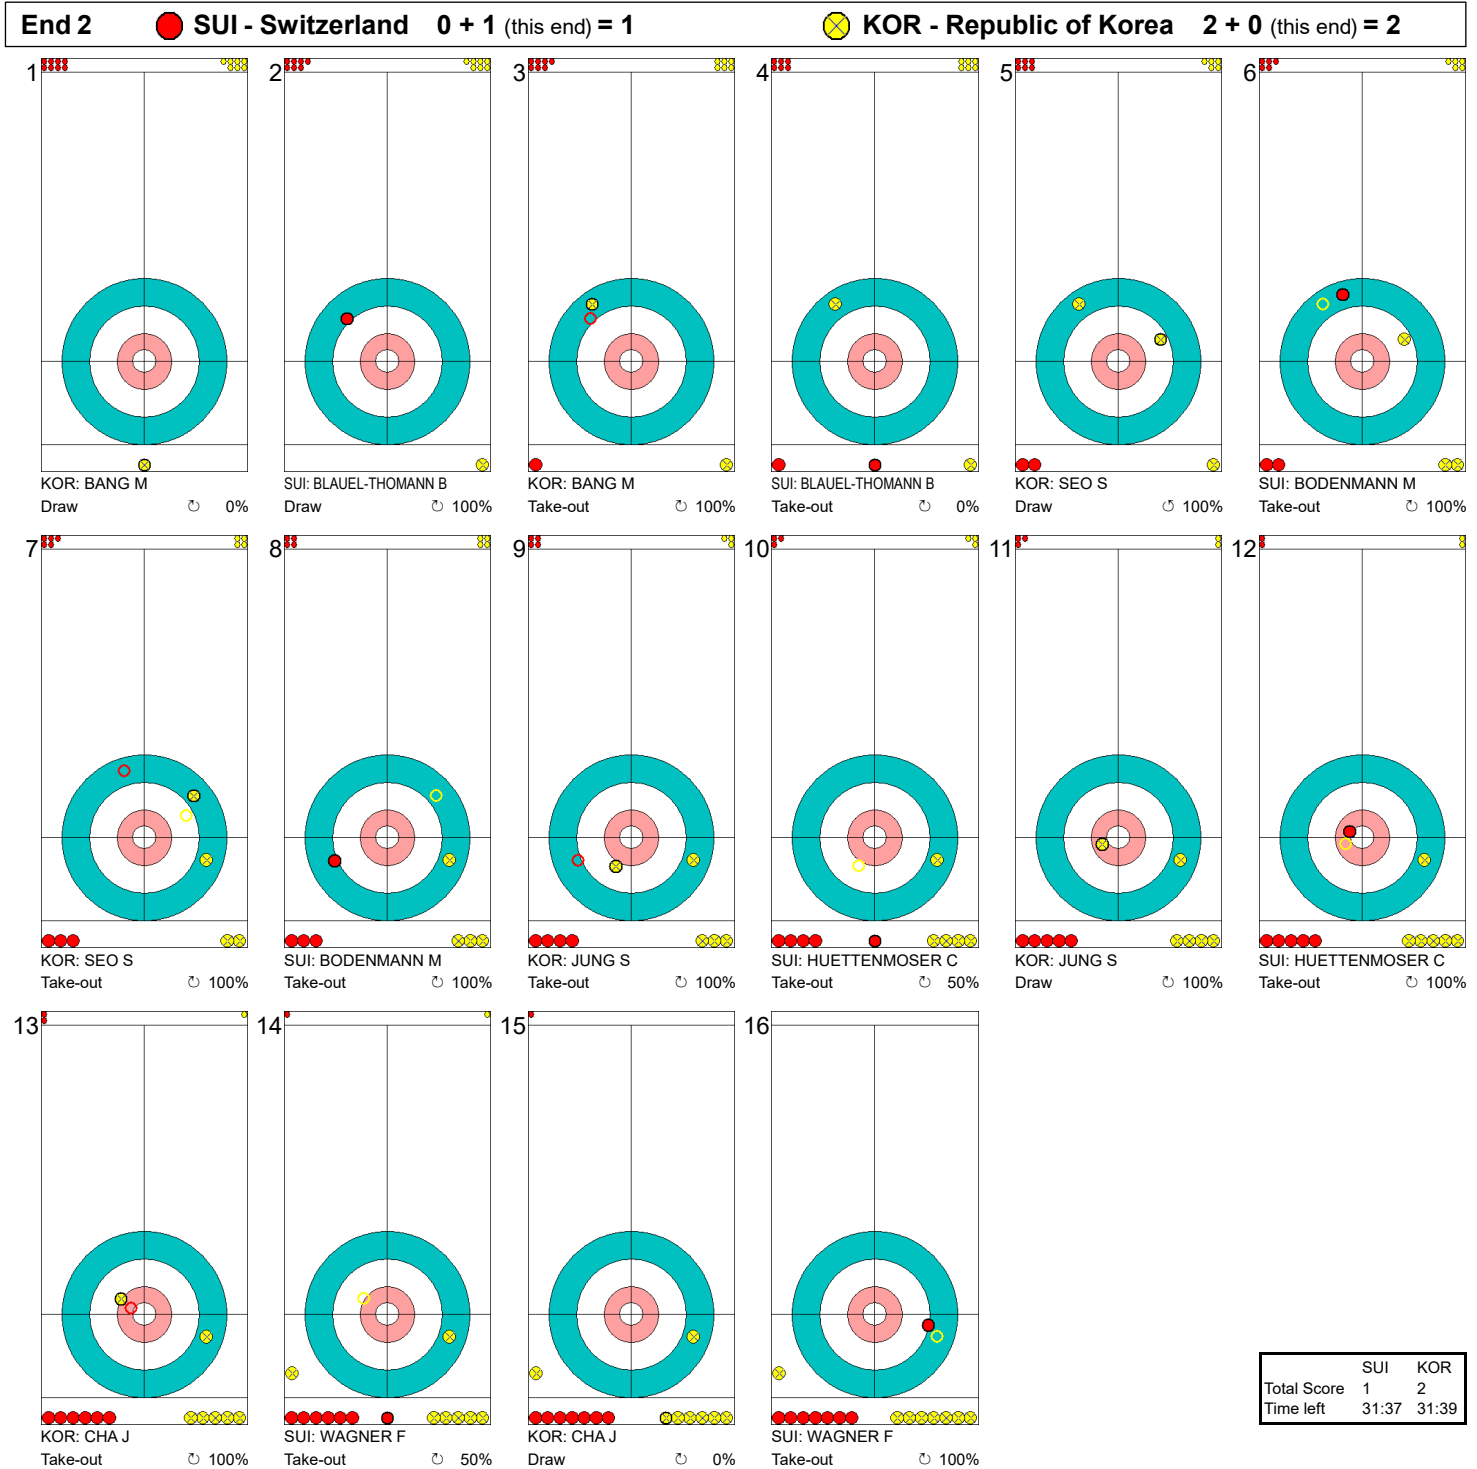 End 2 SUI - Switzerland 0 + 1 (this end) = 1 KOR - Republic of Korea 2 + 0 (this end) = 2
1 2 3 4 5 6
KOR: BANG M SUI: BLAUEL-THOMANN B KOR: BANG M SUI: BLAUEL-THOMANN B KOR: SEO S SUI: BODENMANN M
Draw ↻ 0% Draw ↻ 100% Take-out ↻ 100% Take-out ↻ 0% Draw ↻ 100% Take-out ↻ 100%
7 8 9 10 11 12
KOR: SEO S SUI: BODENMANN M KOR: JUNG S SUI: HUETTENMOSER C KOR: JUNG S SUI: HUETTENMOSER C
Take-out ↻ 100% Take-out ↻ 100% Take-out ↻ 100% Take-out ↻ 50% Draw ↻ 100% Take-out ↻ 100%
13 14 15 16
KOR: CHA J SUI: WAGNER F KOR: CHA J SUI: WAGNER F
Take-out ↻ 100% Take-out ↻ 50% Draw ↻ 0% Take-out ↻ 100%
SUI KOR
Total Score 1 2
Time left 31:37 31:39